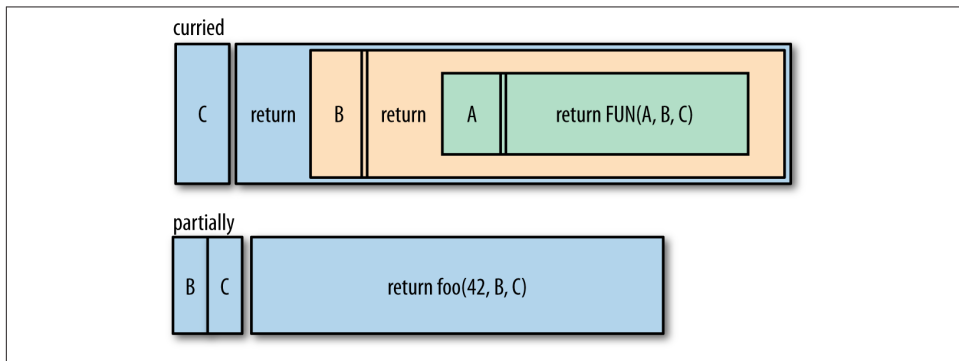 curried
C return B return A return FUN(A, B, C)
partially
B C return foo(42, B, C)